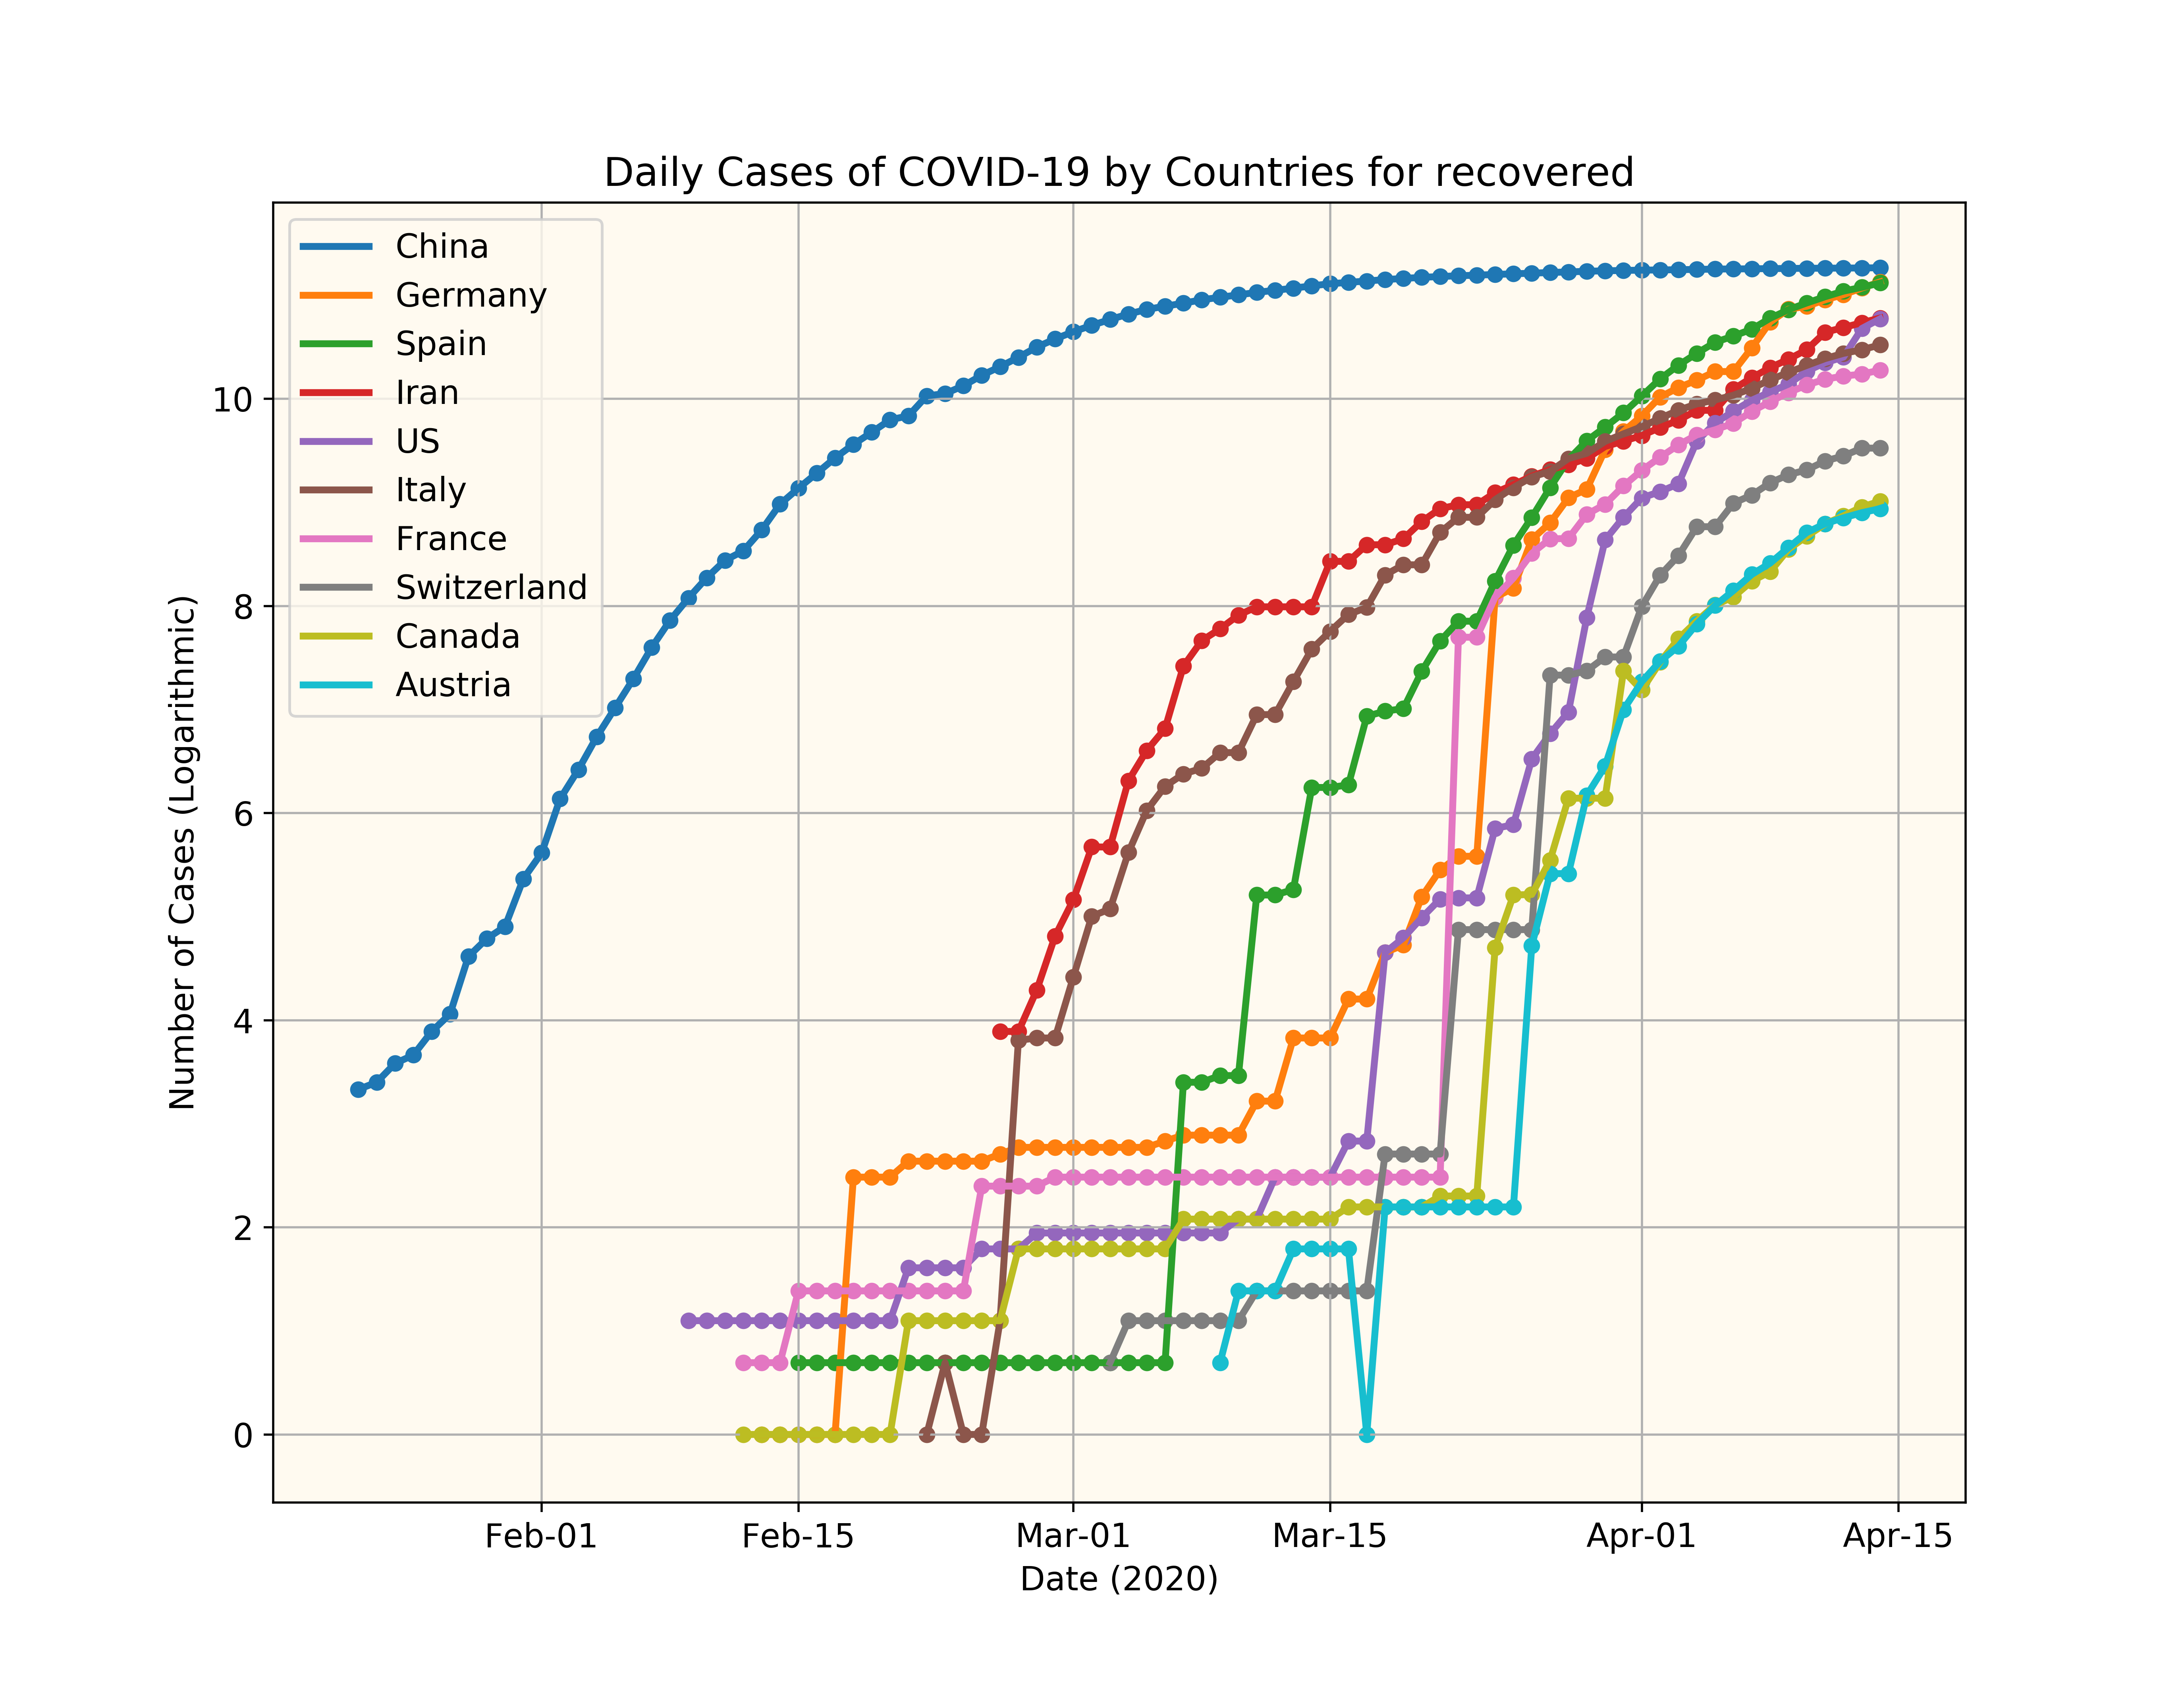 Daily Cases of COVID-19 by Countries for recovered
China
Germany
Spain
Iran
US
Italy
France
Switzerland
Canada
Austria
10
8
6
4
2
0
Number of Cases (Logarithmic)
Feb-01 Feb-15 Mar-01 Mar-15 Apr-01 Apr-15
Date (2020)